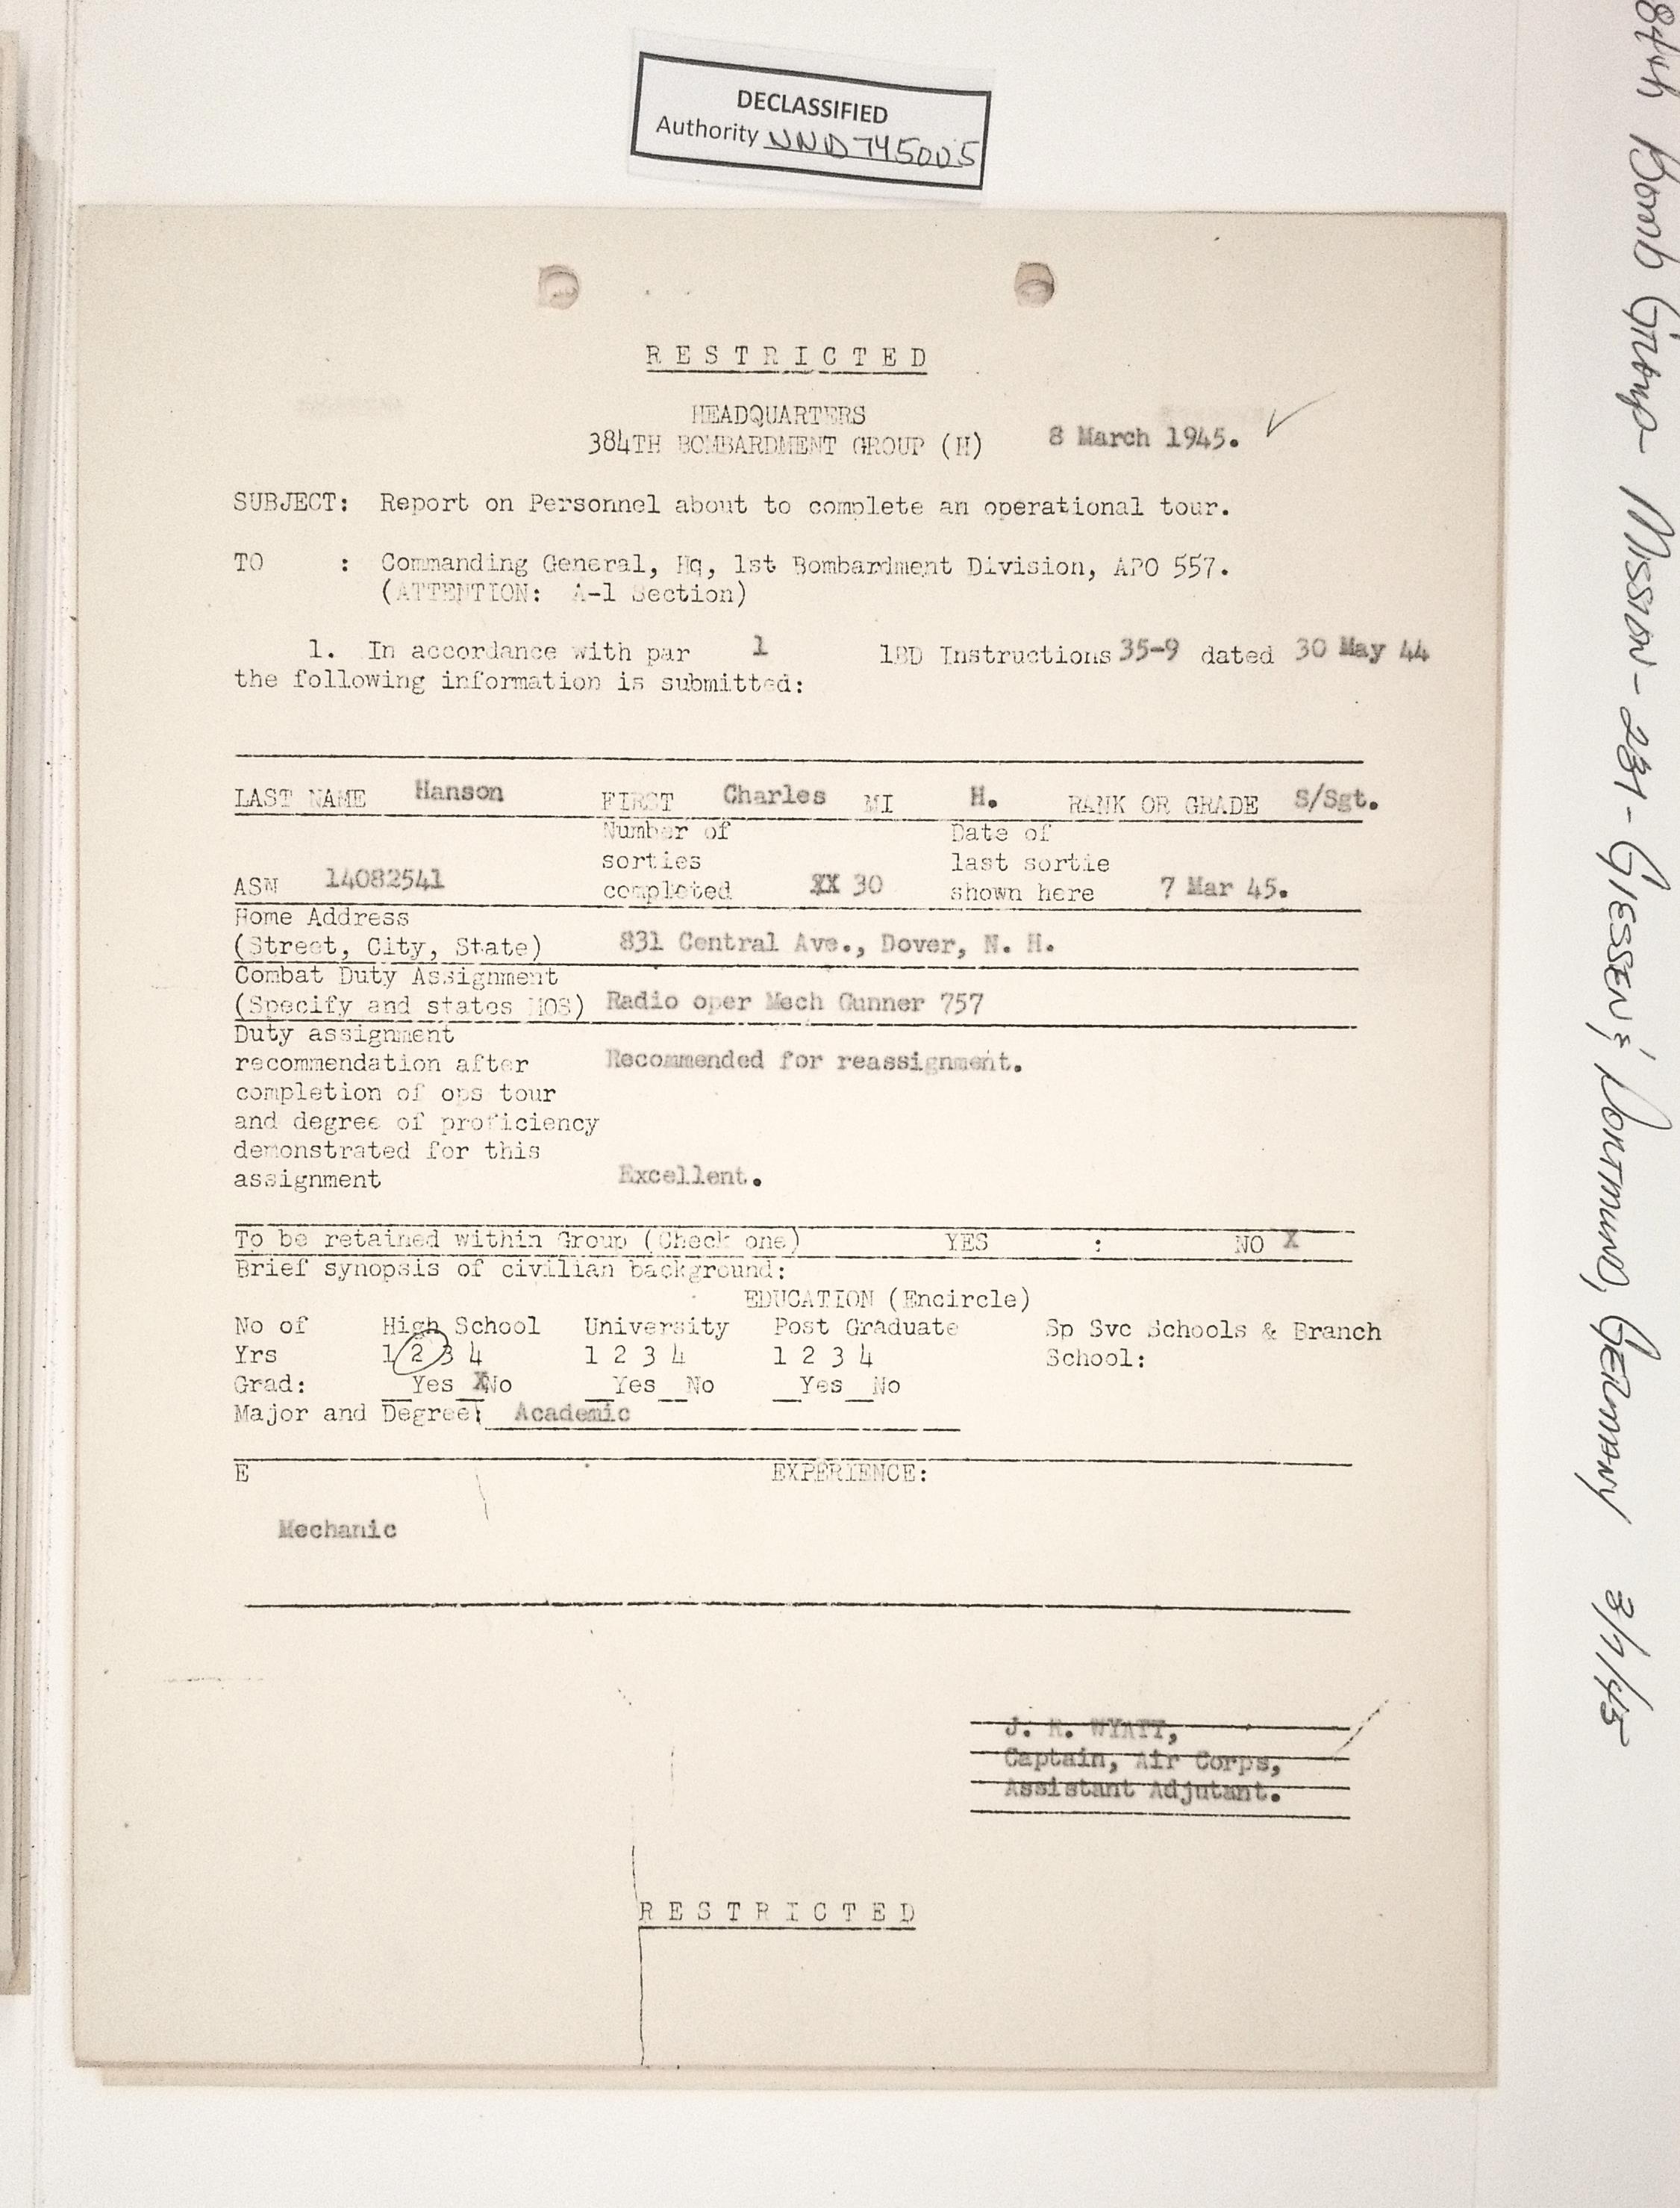 DECLASSIFIED
Authority NND 745005
R E S T R I C T E D
HEADQUARTERS
384TH BOMBARDMENT GROUP (H) 8 March 1945.
SUBJECT: Report on Personnel about to complete an operational tour.
TO : Commanding General, Hq, 1st Bombardment Division, APO 557.
(ATTENTION: A-1 Section)
1. In accordance with par 1 1BD Instructions 35-9 dated 30 May 44
the following information is submitted:
LAST NAME Hanson FIRST Charles MI H. RANK OR GRADE S/Sgt.
Number of Date of
sorties last sortie
ASN 14082541 completed XX 30 shown here 7 Mar 45.
Home Address
(Street, City, State) 831 Central Ave., Dover, N. H.
Combat Duty Assignment
(Specify and states MOS) Radio oper Mech Gunner 757
Duty assignment
recommendation after Recommended for reassignment.
completion of ops tour
and degree of proficiency
demonstrated for this
assignment Excellent.
To be retained within Group (Check one) YES : NO X
Brief synopsis of civilian background:
EDUCATION (Encircle)
No of High School University Post Graduate Sp Svc Schools & Branch
Yrs 1 2 3 4 1 2 3 4 1 2 3 4 School:
Grad: Yes X No Yes No Yes No
Major and Degree: Academic
E EXPERIENCE:
Mechanic
J. R. WYATT,
Captain, Air Corps,
Assistant Adjutant.
R E S T R I C T E D
84th Bomb Group - Mission - 231 - GIESSEN & DORTMUND, GERMANY 3/7/45